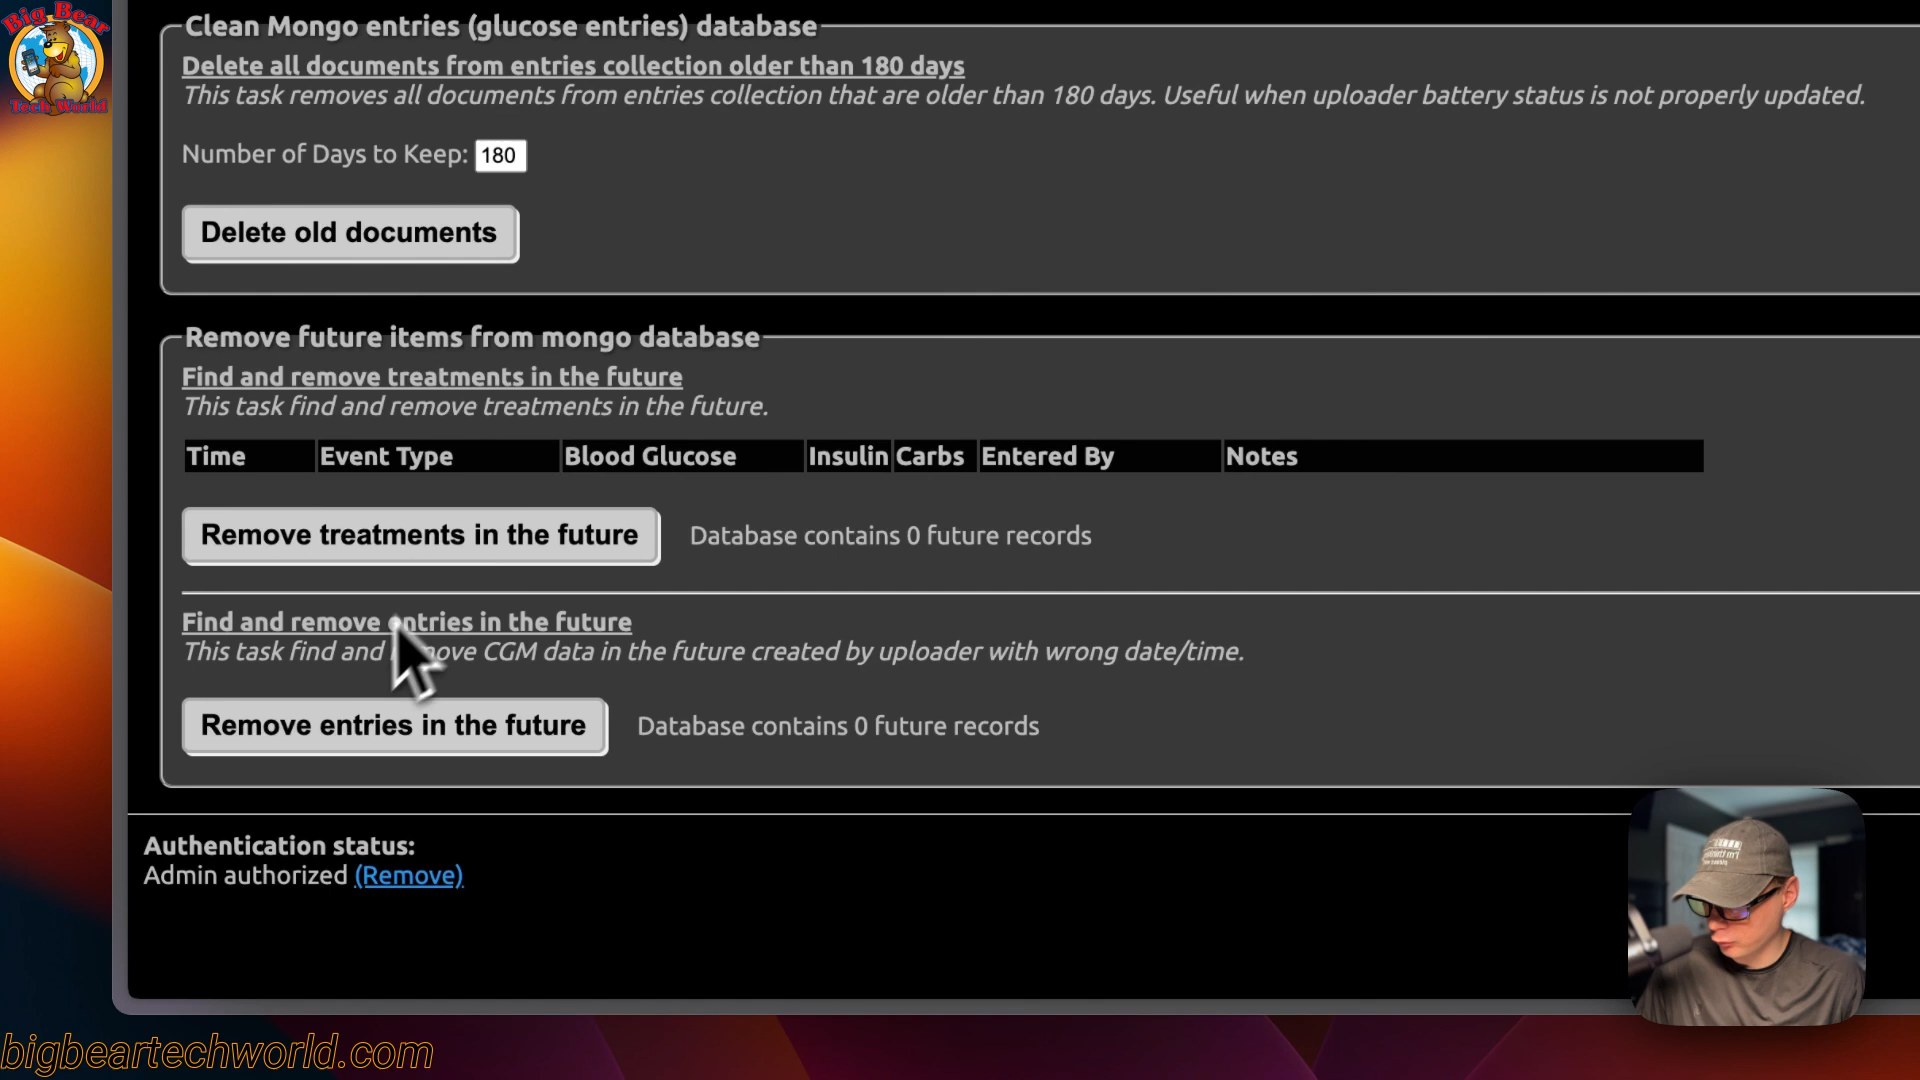 Big Bear
Tech World
Clean Mongo entries (glucose entries) database
Delete all documents from entries collection older than 180 days
This task removes all documents from entries collection that are older than 180 days. Useful when uploader battery status is not properly updated.
Number of Days to Keep: 180
Delete old documents
Remove future items from mongo database
Find and remove treatments in the future
This task find and remove treatments in the future.
Time Event Type Blood Glucose Insulin Carbs Entered By Notes
Remove treatments in the future Database contains 0 future records
Find and remove entries in the future
This task find and remove CGM data in the future created by uploader with wrong date/time.
Remove entries in the future Database contains 0 future records
Authentication status:
Admin authorized (Remove)
bigbeartechworld.com